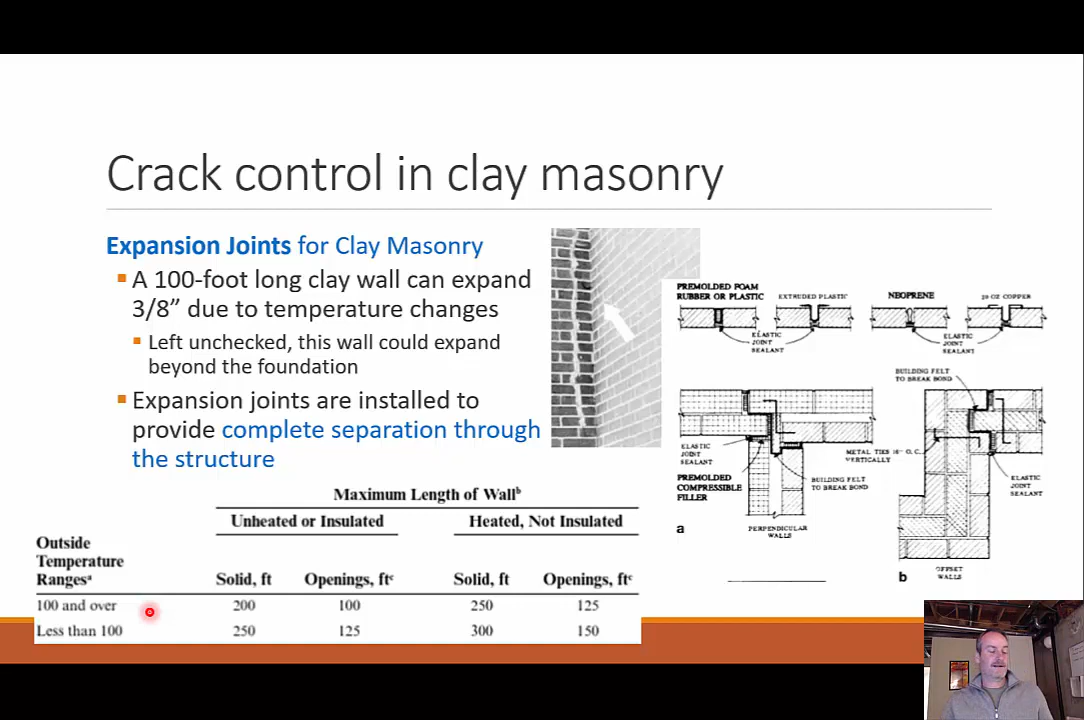 Crack control in clay masonry
Expansion Joints for Clay Masonry
A 100-foot long clay wall can expand
3/8” due to temperature changes
Left unchecked, this wall could expand
beyond the foundation
Expansion joints are installed to
provide complete separation through
the structure
Maximum Length of Wallᵇ
Unheated or Insulated Heated, Not Insulated
Outside
Temperature
Rangesᵃ Solid, ft Openings, ftᶜ Solid, ft Openings, ftᶜ
100 and over 200 100 250 125
Less than 100 250 125 300 150
PREMOLDED FOAM
RUBBER OR PLASTIC
EXTRUDED PLASTIC
NEOPRENE
20 OZ COPPER
ELASTIC
JOINT
SEALANT
ELASTIC
JOINT
SEALANT
BUILDING FELT
TO BREAK BOND
ELASTIC
JOINT
SEALANT
PREMOLDED
COMPRESSIBLE
FILLER
METAL TIES 16" O.C.
VERTICALLY
BUILDING FELT
TO BREAK BOND
ELASTIC
JOINT
SEALANT
a
PERPENDICULAR
WALLS
b
OFFSET
WALLS